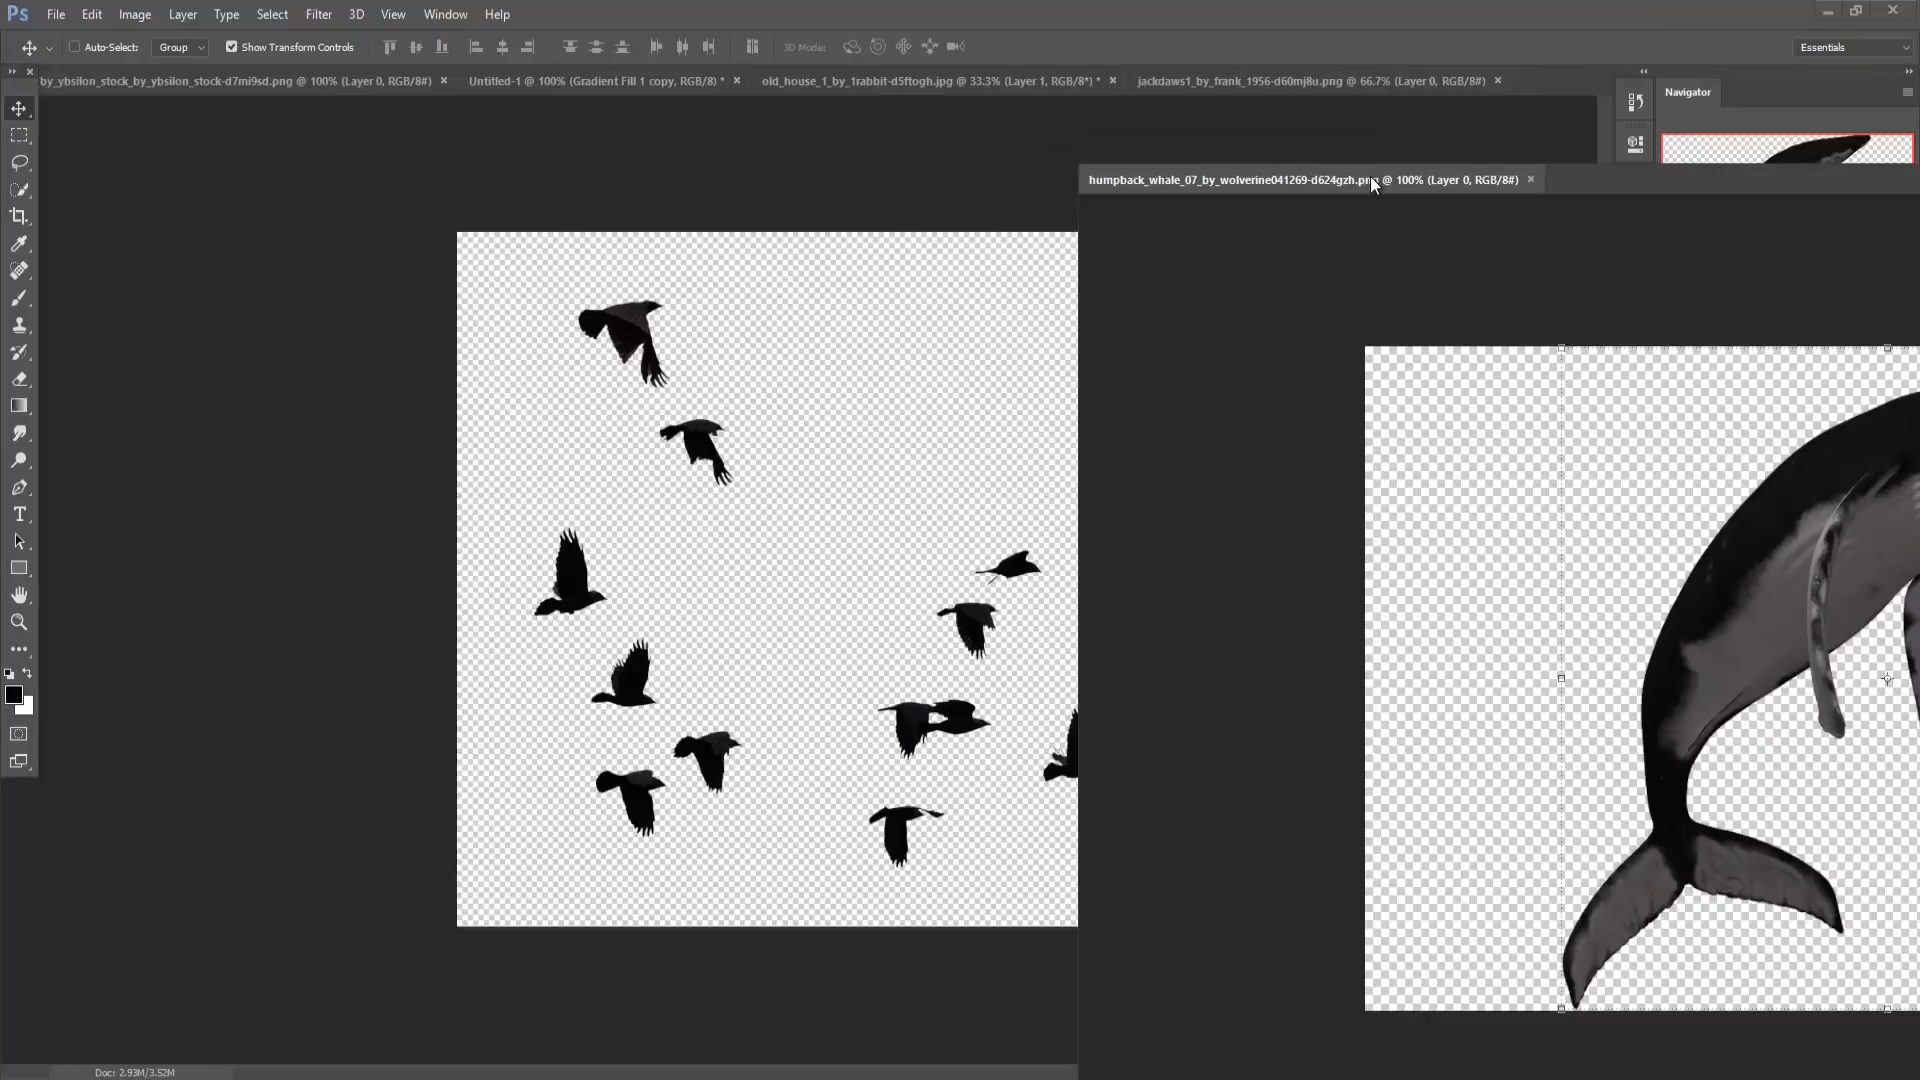 Ps File Edit Image Layer Type Select Filter 3D View Window Help
Auto-Select: Group Show Transform Controls 3D Mode: Essentials
by_ybsilon_stock_by_ybsilon_stock-d7mi9sd.png @ 100% (Layer 0, RGB/8#) Untitled-1 @ 100% (Gradient Fill 1 copy, RGB/8) * old_house_1_by_1rabbit-d5ftogh.jpg @ 33.3% (Layer 1, RGB/8*) * jackdaws1_by_frank_1956-d60mj8u.png @ 66.7% (Layer 0, RGB/8#)
Navigator
humpback_whale_07_by_wolverine041269-d624gzh.png @ 100% (Layer 0, RGB/8#)
Doc: 2.93M/3.52M